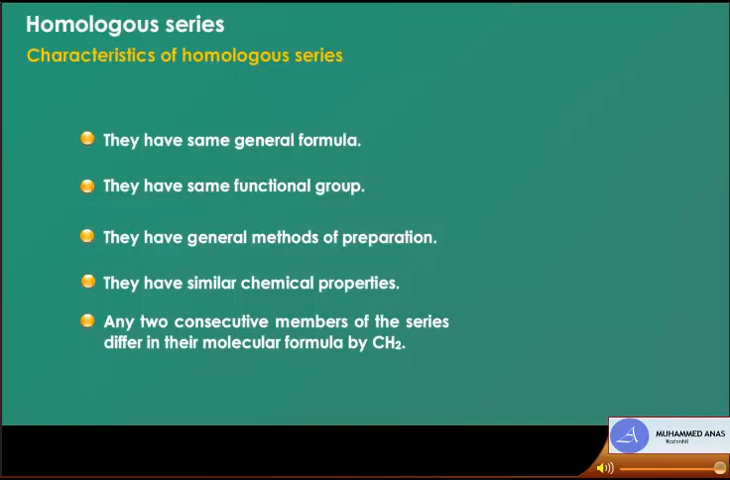 Homologous series
Characteristics of homologous series
They have same general formula.
They have same functional group.
They have general methods of preparation.
They have similar chemical properties.
Any two consecutive members of the series
differ in their molecular formula by CH₂.
MUHAMMED ANAS